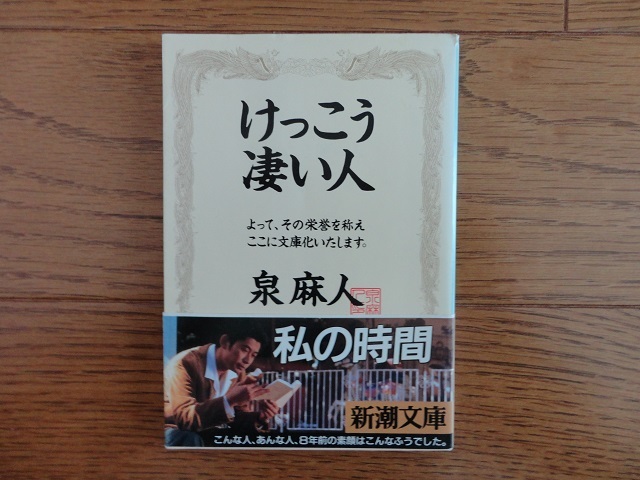 けっこう
凄い人
よって、その栄誉を称え
ここに文庫化いたします。
泉麻人
私の時間
新潮文庫
こんな人、あんな人、8年前の素顔はこんなふうでした。